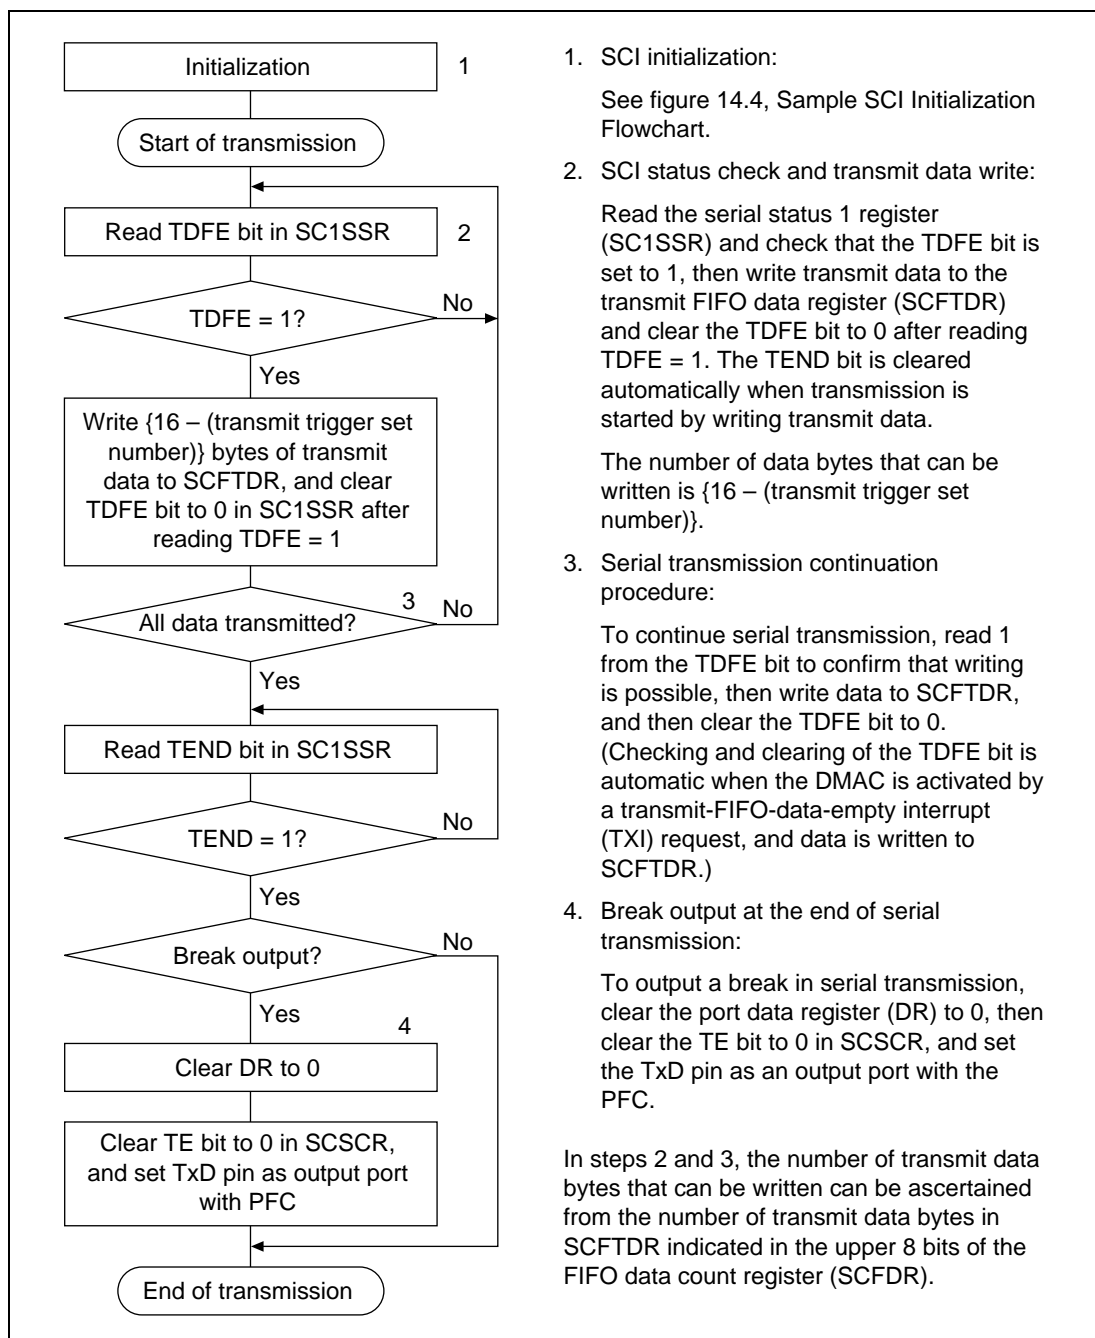 Initialization
1
Start of transmission
Read TDFE bit in SC1SSR
2
TDFE = 1?
No
Yes
Write {16 – (transmit trigger set
number)} bytes of transmit
data to SCFTDR, and clear
TDFE bit to 0 in SC1SSR after
reading TDFE = 1
3
All data transmitted?
No
Yes
Read TEND bit in SC1SSR
TEND = 1?
No
Yes
Break output?
No
Yes
4
Clear DR to 0
Clear TE bit to 0 in SCSCR,
and set TxD pin as output port
with PFC
End of transmission
1. SCI initialization:
See figure 14.4, Sample SCI Initialization
Flowchart.
2. SCI status check and transmit data write:
Read the serial status 1 register
(SC1SSR) and check that the TDFE bit is
set to 1, then write transmit data to the
transmit FIFO data register (SCFTDR)
and clear the TDFE bit to 0 after reading
TDFE = 1. The TEND bit is cleared
automatically when transmission is
started by writing transmit data.
The number of data bytes that can be
written is {16 – (transmit trigger set
number)}.
3. Serial transmission continuation
procedure:
To continue serial transmission, read 1
from the TDFE bit to confirm that writing
is possible, then write data to SCFTDR,
and then clear the TDFE bit to 0.
(Checking and clearing of the TDFE bit is
automatic when the DMAC is activated by
a transmit-FIFO-data-empty interrupt
(TXI) request, and data is written to
SCFTDR.)
4. Break output at the end of serial
transmission:
To output a break in serial transmission,
clear the port data register (DR) to 0, then
clear the TE bit to 0 in SCSCR, and set
the TxD pin as an output port with the
PFC.
In steps 2 and 3, the number of transmit data
bytes that can be written can be ascertained
from the number of transmit data bytes in
SCFTDR indicated in the upper 8 bits of the
FIFO data count register (SCFDR).